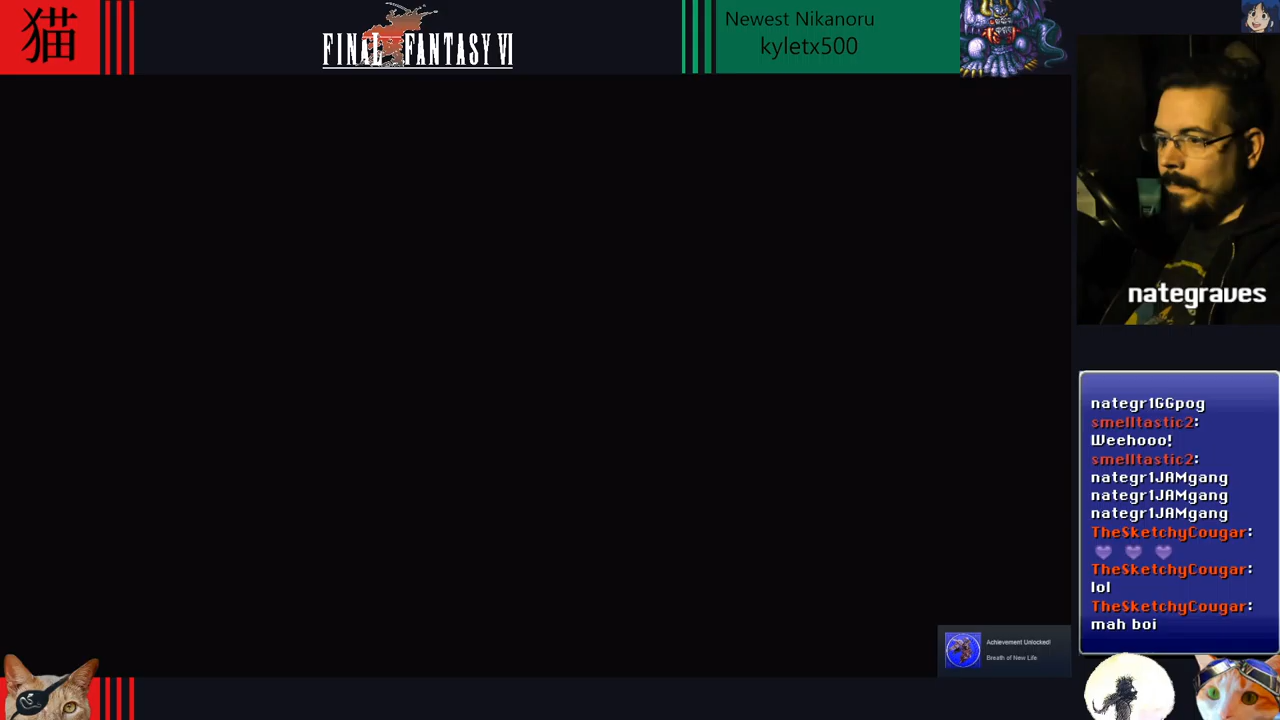 猫
FINAL FANTASY VI
Newest Nikanoru
kyletx500
nategraves
nategr1GGpog
smelltastic2:
Weehooo!
smelltastic2:
nategr1JAMgang
nategr1JAMgang
nategr1JAMgang
TheSketchyCougar:
TheSketchyCougar:
lol
TheSketchyCougar:
mah boi
Achievement Unlocked!
Breath of New Life